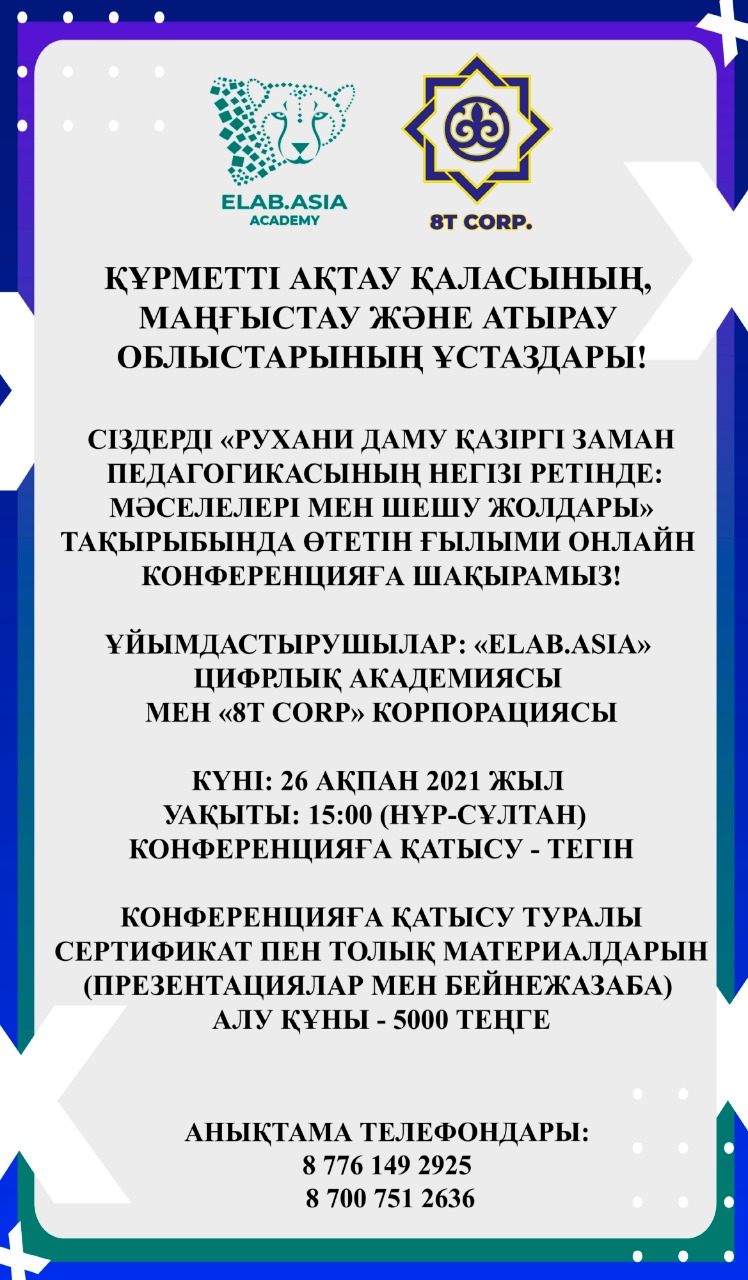 ELAB.ASIA
ACADEMY
8T CORP.
ҚҰРМЕТТІ АҚТАУ ҚАЛАСЫНЫҢ,
МАҢҒЫСТАУ ЖӘНЕ АТЫРАУ
ОБЛЫСТАРЫНЫҢ ҰСТАЗДАРЫ!
СІЗДЕРДІ «РУХАНИ ДАМУ ҚАЗІРГІ ЗАМАН
ПЕДАГОГИКАСЫНЫҢ НЕГІЗІ РЕТІНДЕ:
МӘСЕЛЕЛЕРІ МЕН ШЕШУ ЖОЛДАРЫ»
ТАҚЫРЫБЫНДА ӨТЕТІН ҒЫЛЫМИ ОНЛАЙН
КОНФЕРЕНЦИЯҒА ШАҚЫРАМЫЗ!
ҰЙЫМДАСТЫРУШЫЛАР: «ELAB.ASIA»
ЦИФРЛЫҚ АКАДЕМИЯСЫ
МЕН «8T CORP» КОРПОРАЦИЯСЫ
КҮНІ: 26 АҚПАН 2021 ЖЫЛ
УАҚЫТЫ: 15:00 (НҰР-СҰЛТАН)
КОНФЕРЕНЦИЯҒА ҚАТЫСУ - ТЕГІН
КОНФЕРЕНЦИЯҒА ҚАТЫСУ ТУРАЛЫ
СЕРТИФИКАТ ПЕН ТОЛЫҚ МАТЕРИАЛДАРЫН
(ПРЕЗЕНТАЦИЯЛАР МЕН БЕЙНЕЖАЗАБА)
АЛУ ҚҰНЫ - 5000 ТЕҢГЕ
АНЫҚТАМА ТЕЛЕФОНДАРЫ:
8 776 149 2925
8 700 751 2636